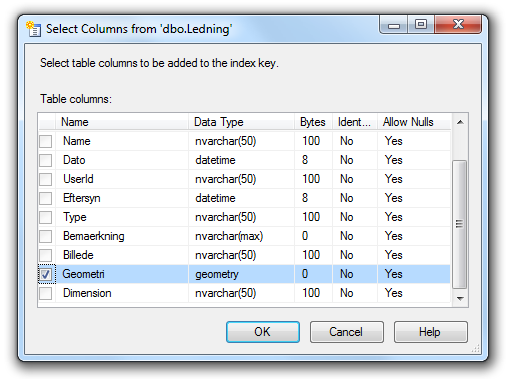 Select Columns from 'dbo.Ledning'
Select table columns to be added to the index key.
Table columns:
Name Data Type Bytes Ident... Allow Nulls
Name nvarchar(50) 100 No Yes
Dato datetime 8 No Yes
UserId nvarchar(50) 100 No Yes
Eftersyn datetime 8 No Yes
Type nvarchar(50) 100 No Yes
Bemaerkning nvarchar(max) 0 No Yes
Billede nvarchar(50) 100 No Yes
Geometri geometry 0 No Yes
Dimension nvarchar(50) 100 No Yes
OK Cancel Help